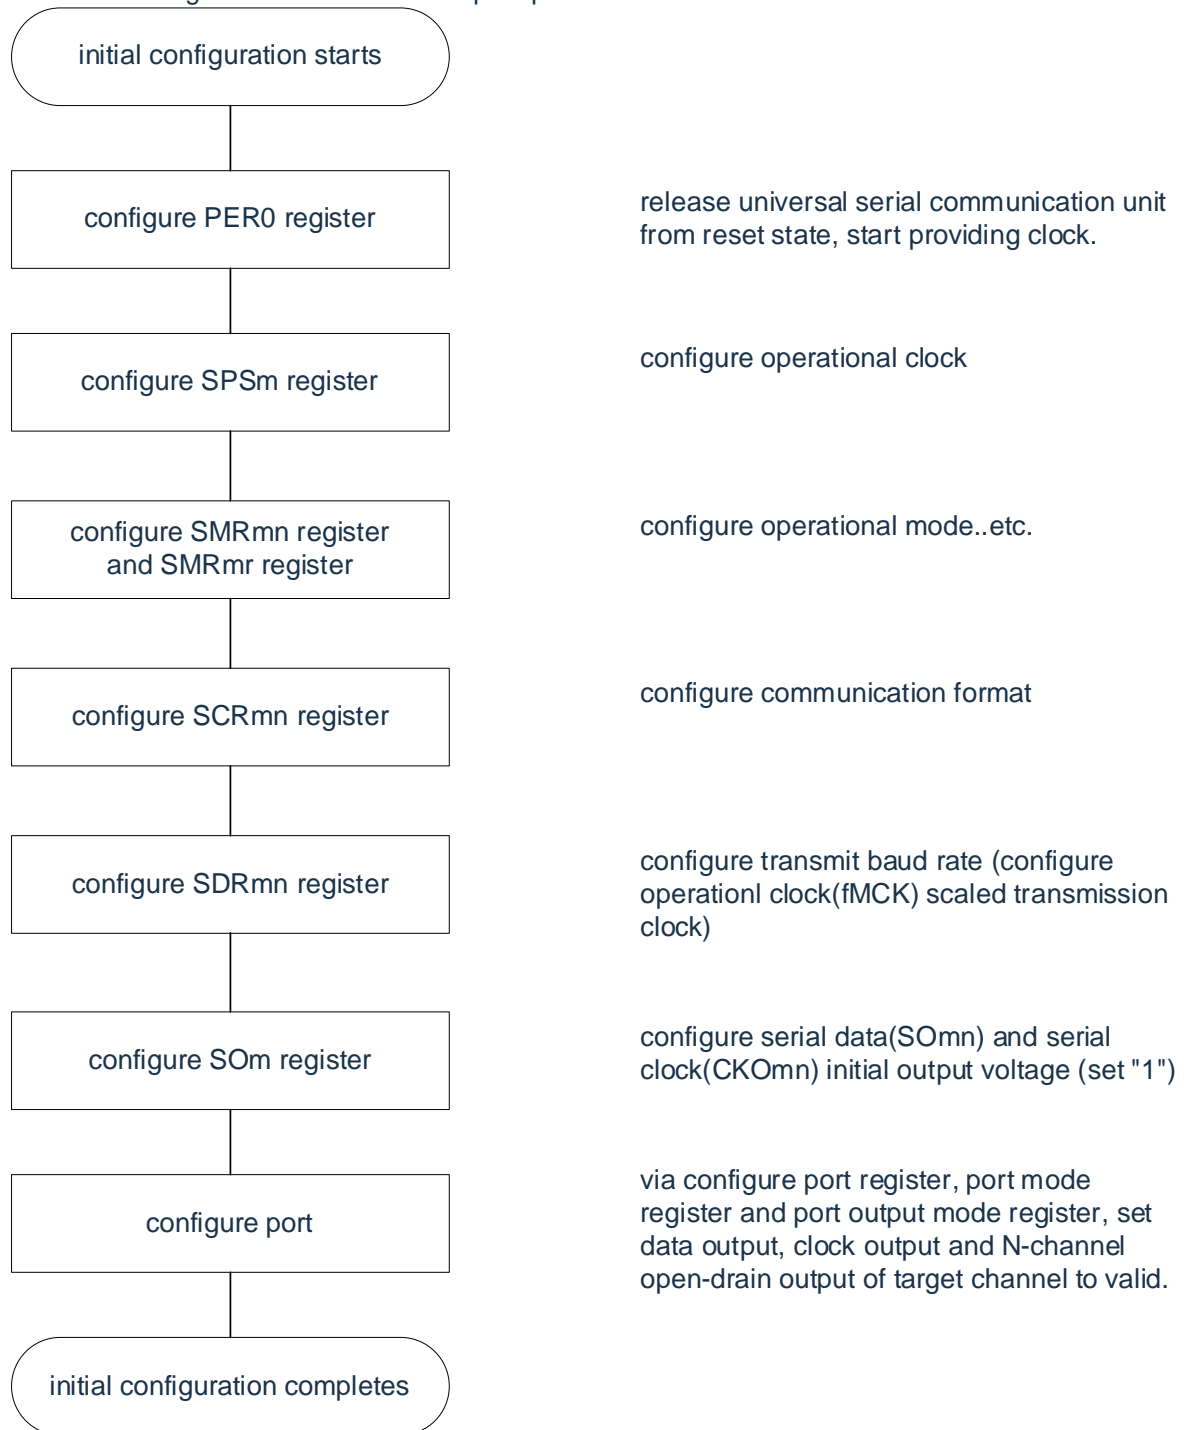 initial configuration starts
configure PER0 register
release universal serial communication unit
from reset state, start providing clock.
configure SPSm register
configure operational clock
configure SMRmn register
and SMRmr register
configure operational mode..etc.
configure SCRmn register
configure communication format
configure SDRmn register
configure transmit baud rate (configure
operationl clock(fMCK) scaled transmission
clock)
configure SOm register
configure serial data(SOmn) and serial
clock(CKOmn) initial output voltage (set "1")
configure port
via configure port register, port mode
register and port output mode register, set
data output, clock output and N-channel
open-drain output of target channel to valid.
initial configuration completes